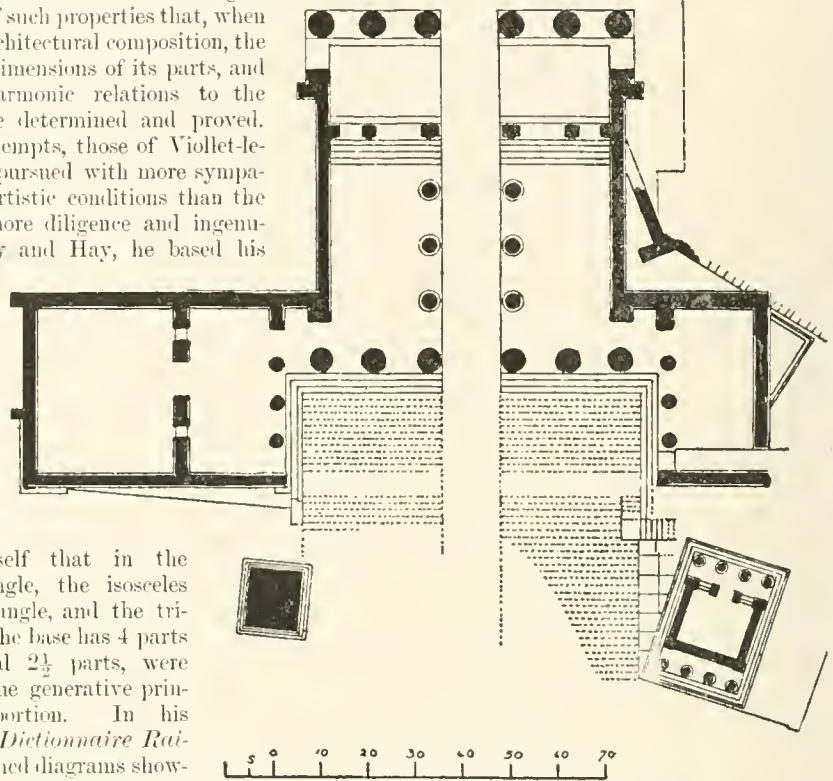 such properties that, when
chitectural composition, the
imensions of its parts, and
armonic relations to the
e determined and proved.
empts, those of Viollet-le-
pursued with more sympa-
rtistic conditions than the
nore diligence and ingenu-
y and Hay, he based his
self that in the
ngle, the isosceles
angle, and the tri-
he base has 4 parts
al 2½ parts, were
ne generative prin-
portion. In his
Dictionnaire Rai-
ned diagrams show-
5 0 10 20 30 40 50 60 70